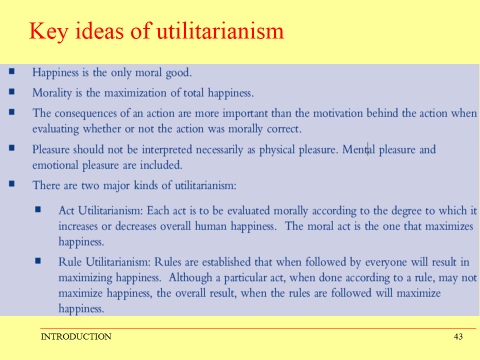 Key ideas of utilitarianism
Happiness is the only moral good.
Morality is the maximization of total happiness.
The consequences of an action are more important than the motivation behind the action when
evaluating whether or not the action was morally correct.
Pleasure should not be interpreted necessarily as physical pleasure. Mental pleasure and
emotional pleasure are included.
There are two major kinds of utilitarianism:
Act Utilitarianism: Each act is to be evaluated morally according to the degree to which it
increases or decreases overall human happiness. The moral act is the one that maximizes
happiness.
Rule Utilitarianism: Rules are established that when followed by everyone will result in
maximizing happiness. Although a particular act, when done according to a rule, may not
maximize happiness, the overall result, when the rules are followed will maximize
happiness.
INTRODUCTION 43